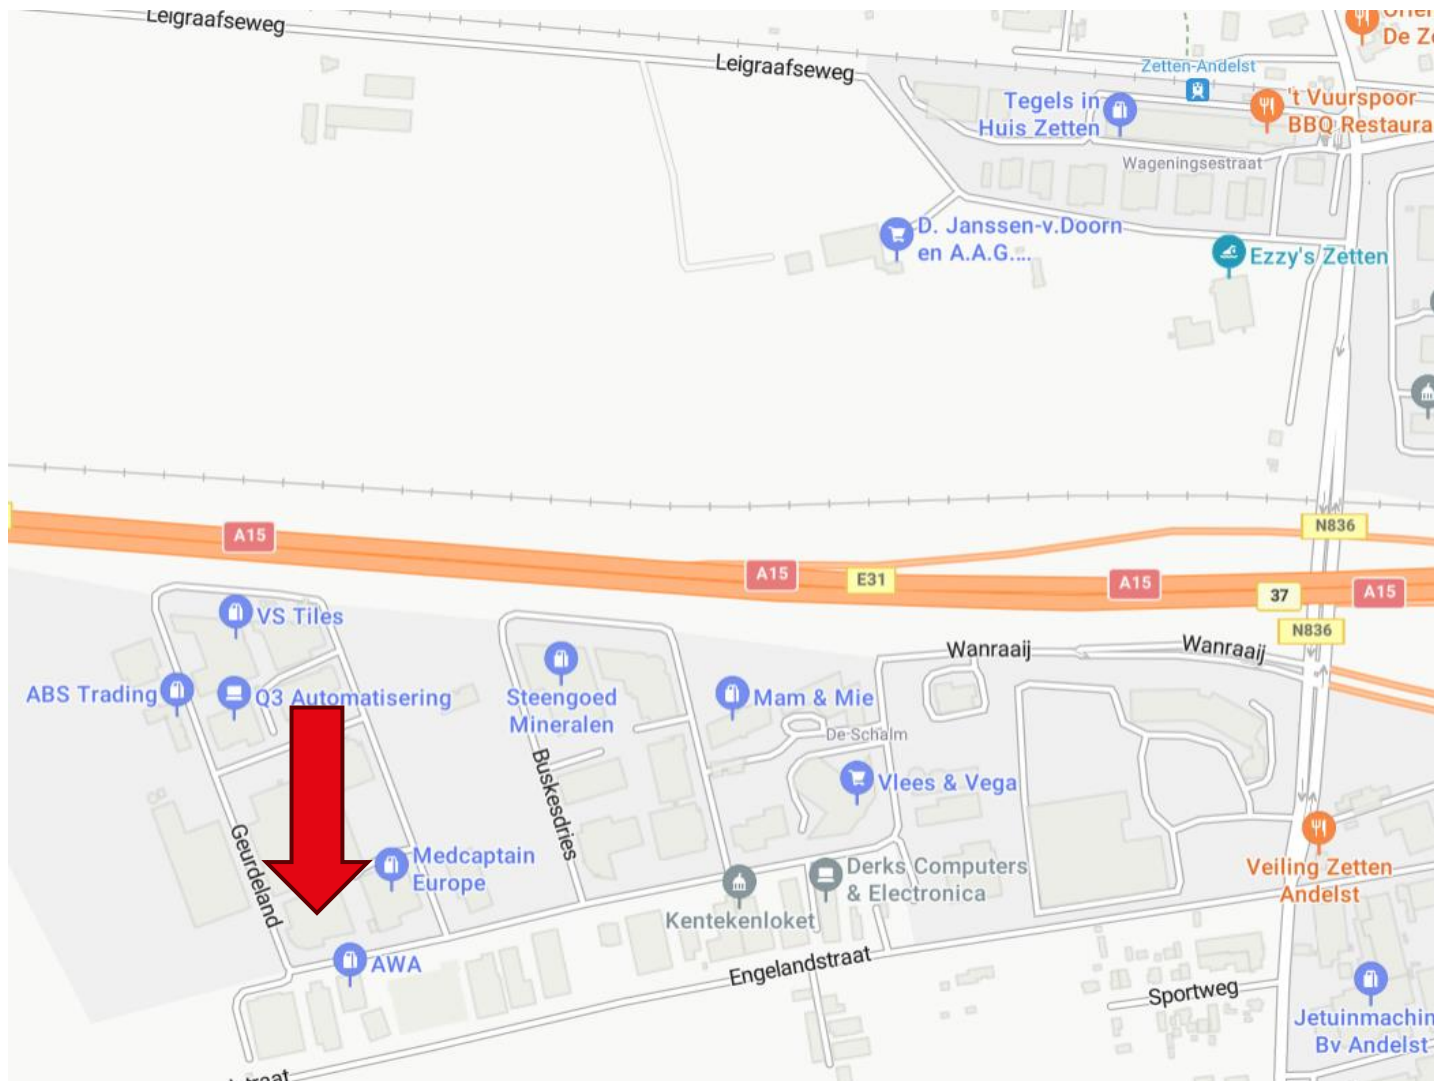 Leigraafseweg
Leigraafseweg
De Z
Zetten-Andelst
Tegels in
Huis Zetten
't Vuurspoor
BBQ Restaura
Wageningsestraat
D. Janssen-v.Doorn
en A.A.G....
Ezzy's Zetten
N836
A15
A15
E31
A15
37
A15
N836
VS Tiles
Wanraaij
Wanraaij
ABS Trading
Q3 Automatisering
Steengoed
Mineralen
Mam & Mie
De Schalm
Buskesdries
Vlees & Vega
Geurdeland
Medcaptain
Europe
Derks Computers
& Electronica
Veiling Zetten
Andelst
Kentekenloket
AWA
Engelandstraat
Sportweg
Jetuinmachin
Bv Andelst